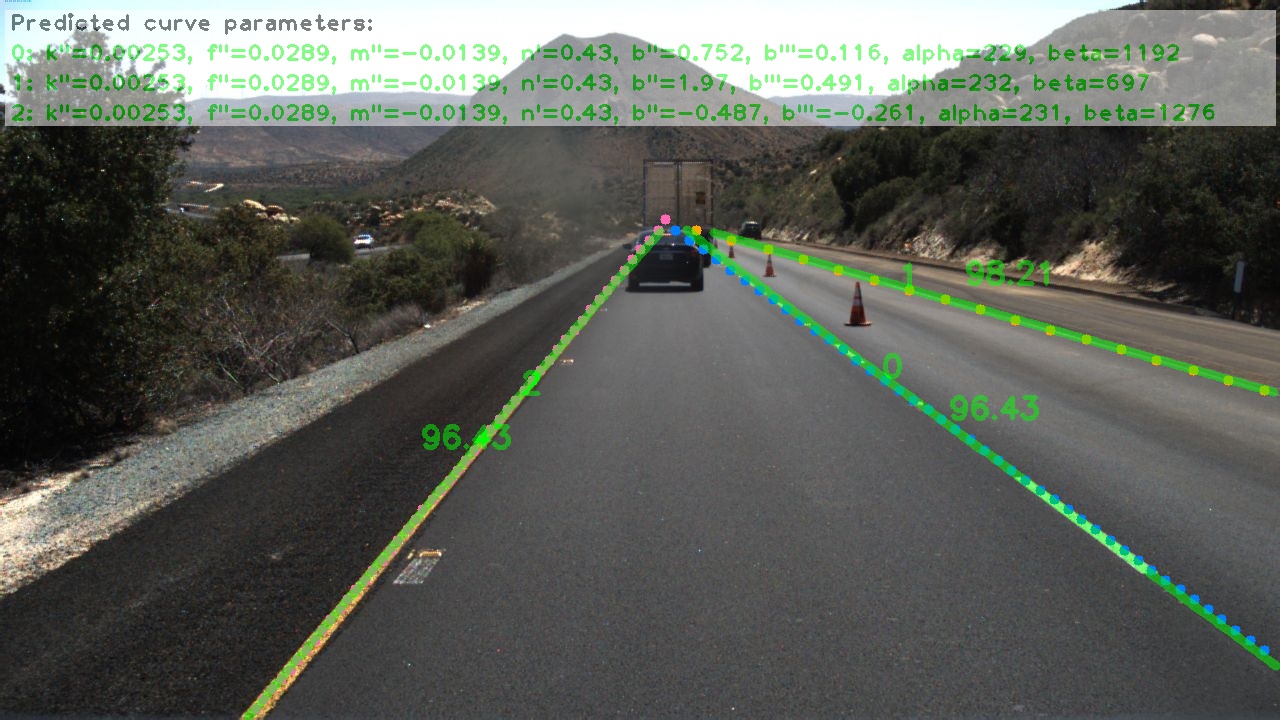 Predicted curve parameters:
0: k''=0.00253, f''=0.0289, m''=-0.0139, n'=0.43, b''=0.752, b'''=0.116, alpha=229, beta=1192
1: k''=0.00253, f''=0.0289, m''=-0.0139, n'=0.43, b''=1.97, b'''=0.491, alpha=232, beta=697
2: k''=0.00253, f''=0.0289, m''=-0.0139, n'=0.43, b''=-0.487, b'''=-0.261, alpha=231, beta=1276
1 98.21
0
2
96.43
96.43